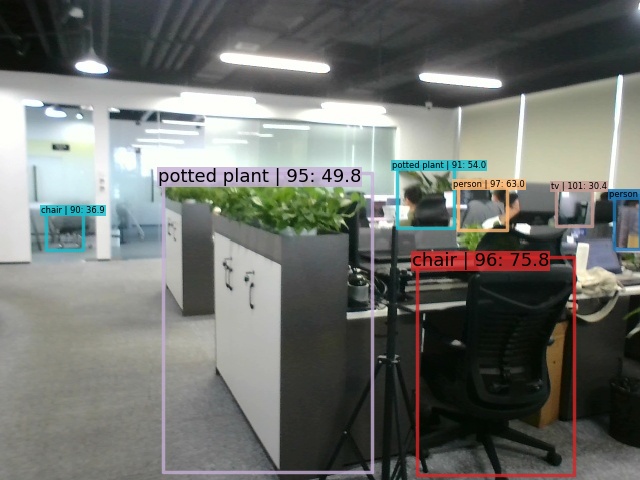 potted plant | 91: 54.0
potted plant | 95: 49.8
person | 97: 63.0
tv | 101: 30.4
person
chair | 90: 36.9
chair | 96: 75.8